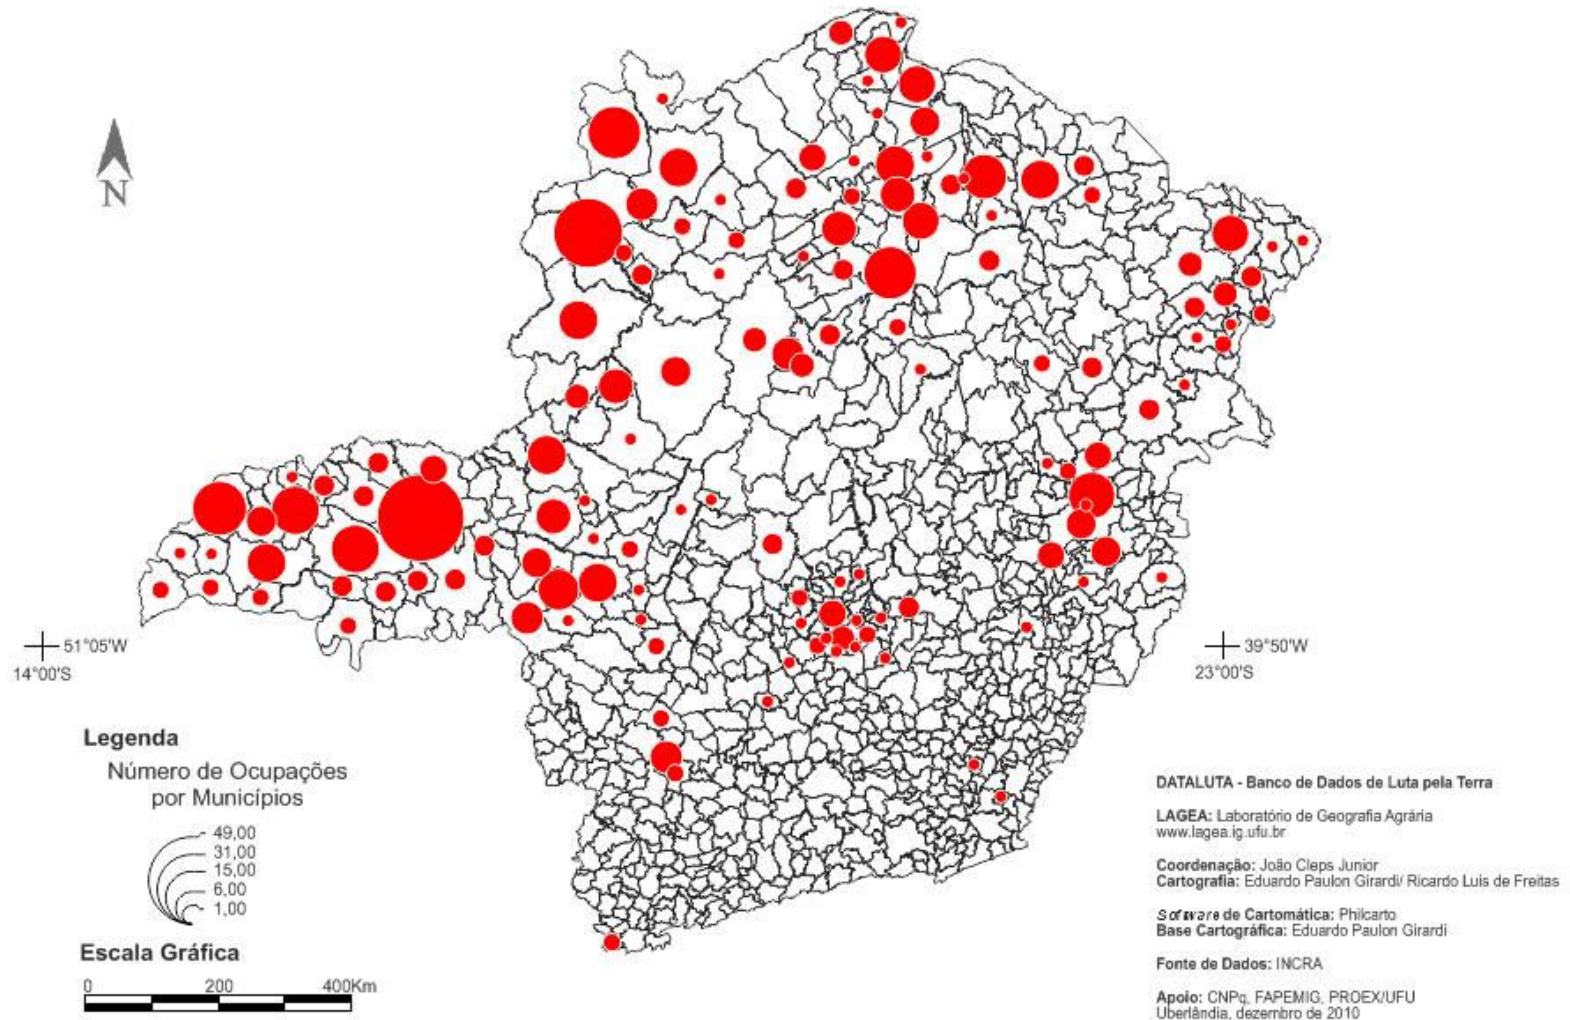 N
51°05'W
14°00'S
39°50'W
23°00'S
Legenda
Número de Ocupações
por Municípios
49,00
31,00
15,00
6,00
1,00
Escala Gráfica
0 200 400Km
DATALUTA - Banco de Dados de Luta pela Terra
LAGEA: Laboratório de Geografia Agrária
www.lagea.ig.ufu.br
Coordenação: João Cleps Junior
Cartografia: Eduardo Paulon Girardi/ Ricardo Luis de Freitas
Software de Cartomática: Philcarto
Base Cartográfica: Eduardo Paulon Girardi
Fonte de Dados: INCRA
Apoio: CNPq, FAPEMIG, PROEX/UFU
Uberlândia, dezembro de 2010